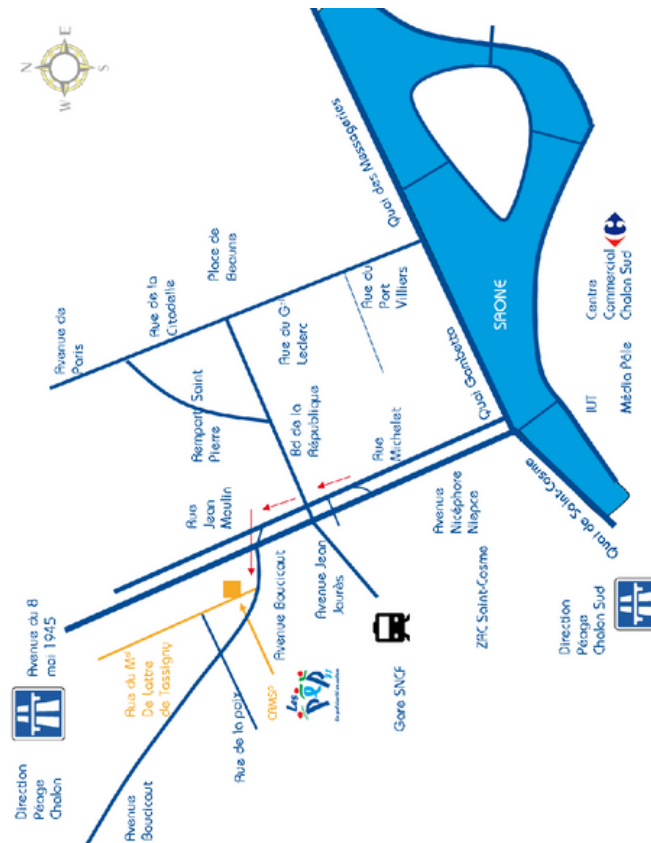 N
E
S
W
Avenue de
Paris
Rue de la
Citadelle
Place de
Beaune
Quai des Messageries
Rempart Saint
Pierre
Rue du Gal
Leclerc
Rue du
Port
Villiers
Bd de la
République
Rue
Michelet
Quai Gambetta
SAONE
Centre
Commercial
Chalon Sud
IUT
Média Pôle
Rue
Jean
Moulin
Avenue
Nicéphore
Niepce
Quai de Saint-Cosme
Avenue du 8
mai 1945
Avenue Boucicaut
Avenue Jean
Jaurès
ZAC Saint-Cosme
Direction
Péage
Chalon Sud
Rue du Mal
De Lattre
de Tassigny
Rue de la paix
CRMSP
Les
PEP 71
Gare SNCF
Direction
Péage
Chalon
Avenue
Boucicaut